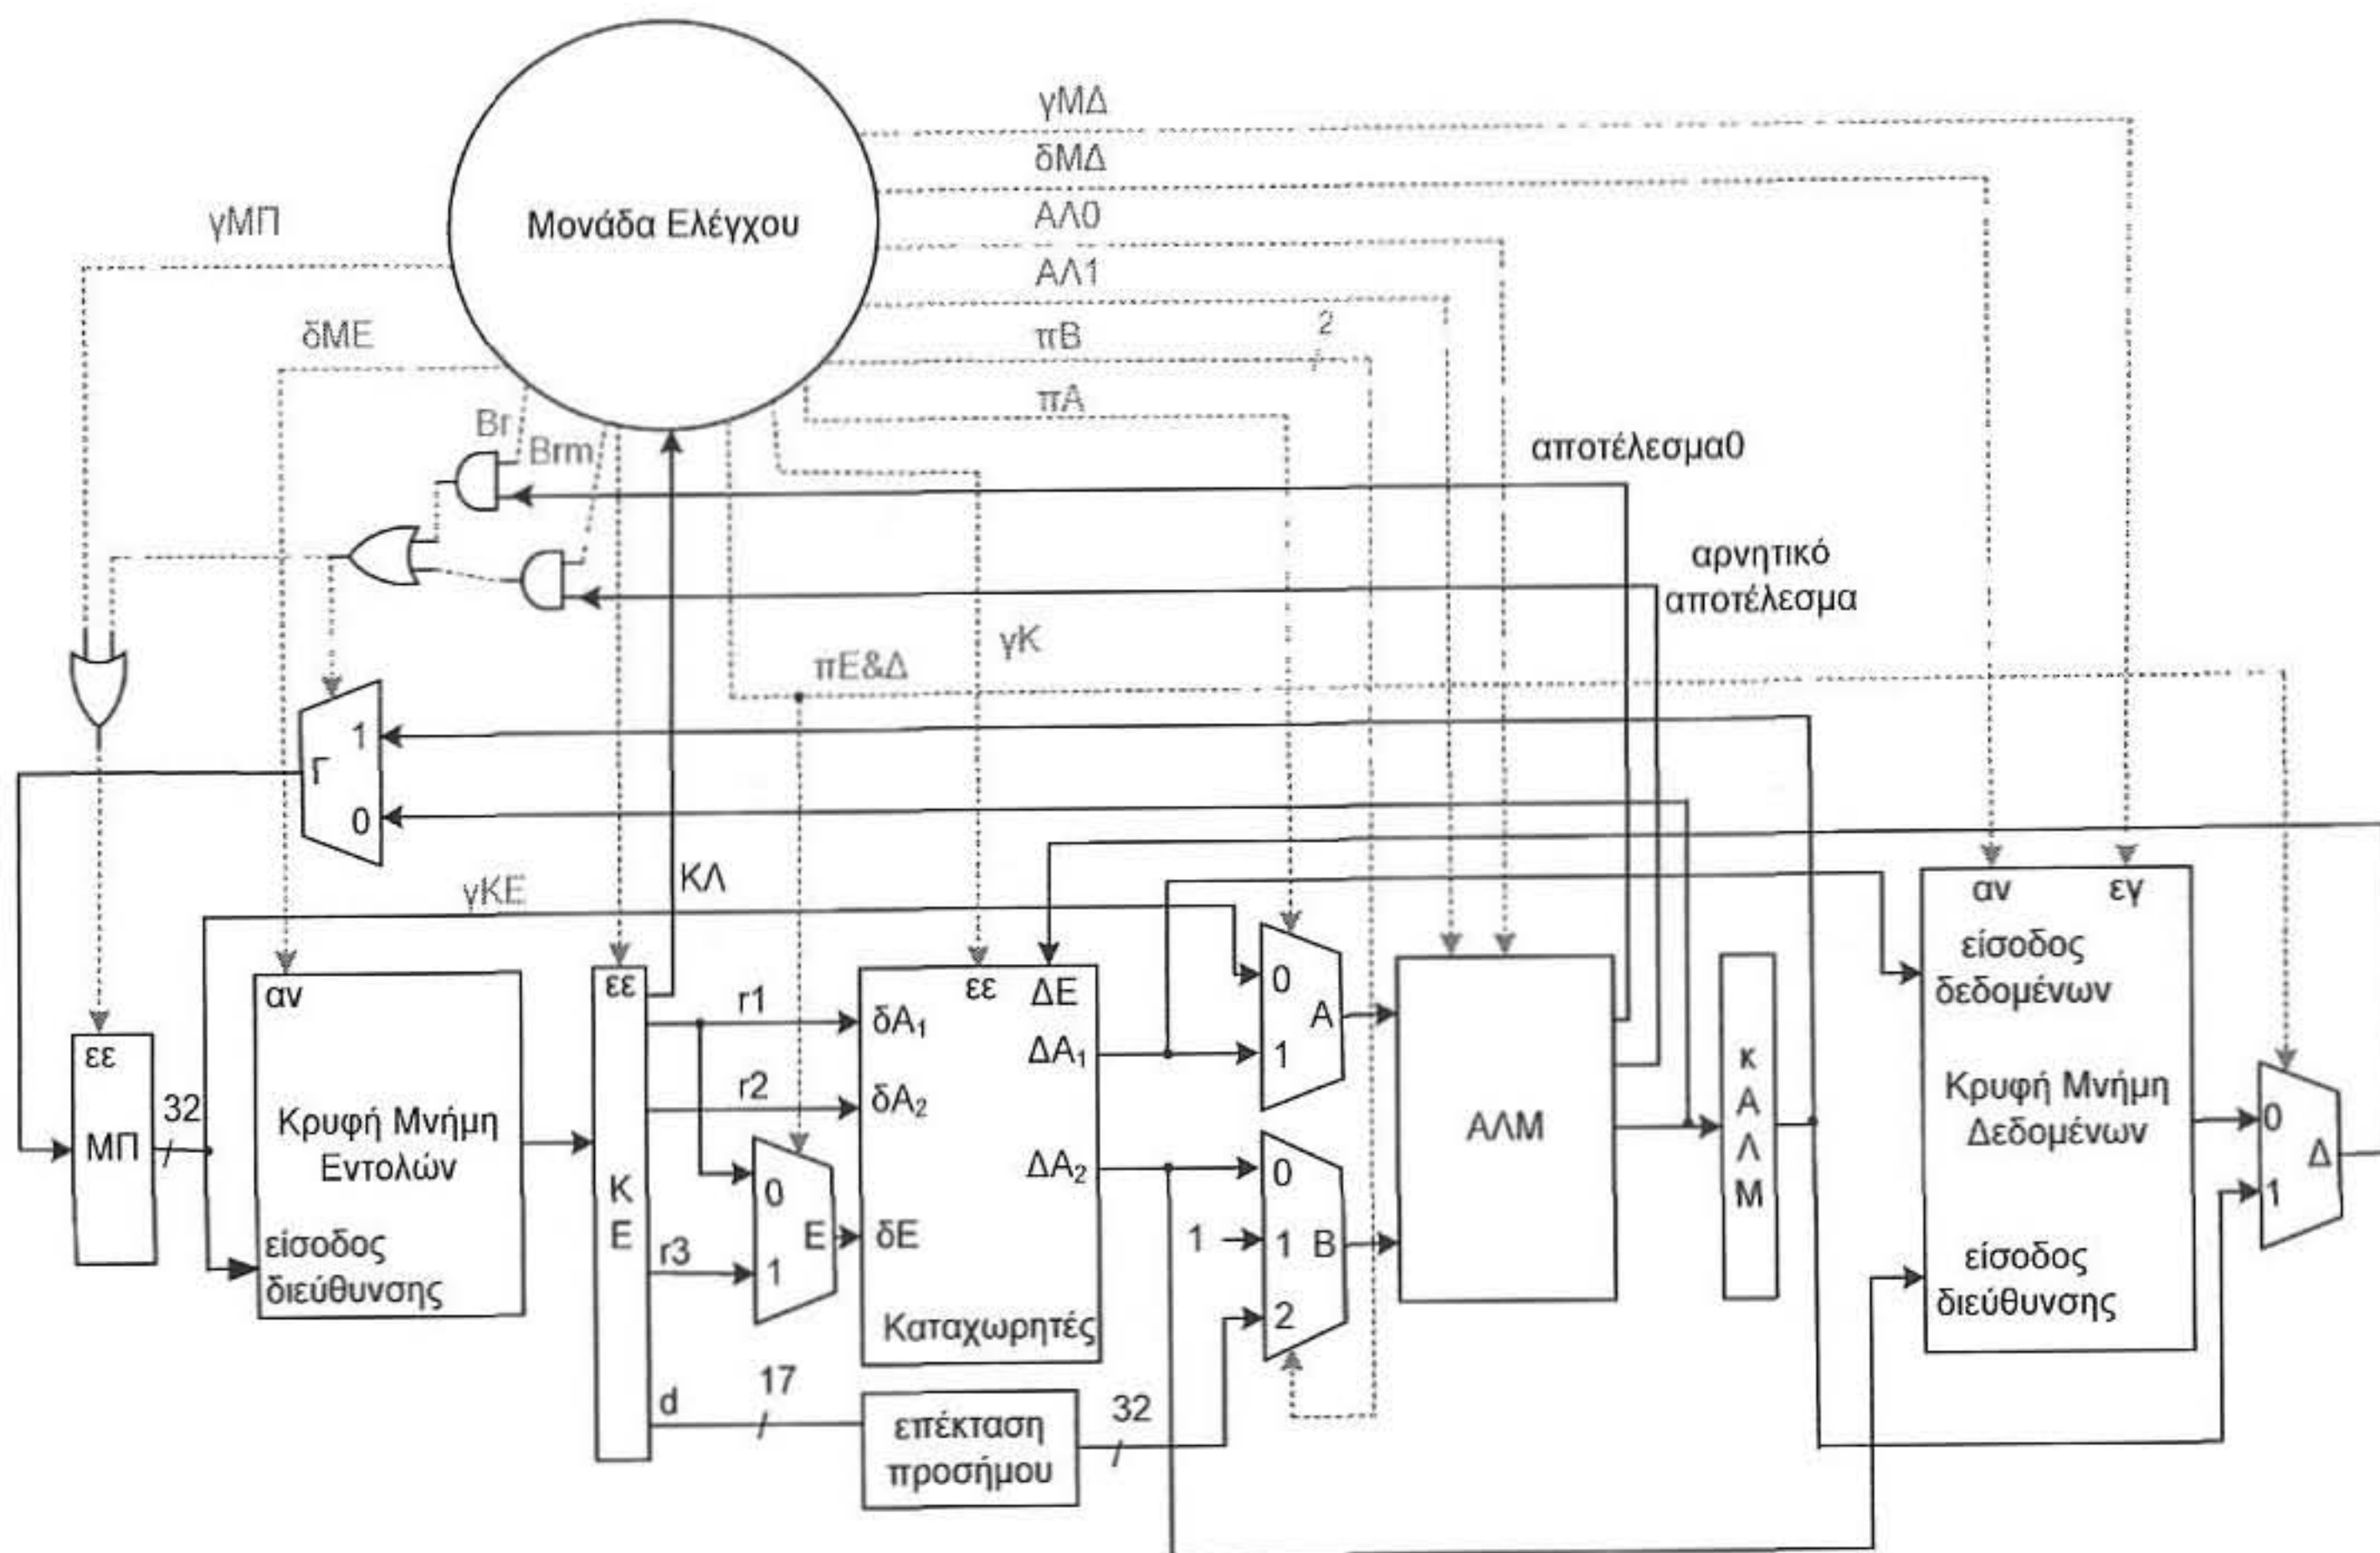 Μονάδα Ελέγχου
γΜΔ
δΜΔ
ΑΛ0
ΑΛ1
πΒ
2
πΑ
γΜΠ
δΜΕ
Br
Brm
αποτέλεσμα0
αρνητικό
αποτέλεσμα
γΚ
πΕ&Δ
1
Γ
0
γΚΕ
ΚΛ
εε
ΜΠ
32
αν
Κρυφή Μνήμη
Εντολών
είσοδος
διεύθυνσης
εε
Κ
Ε
r1
r2
r3
d
17
0
Ε
1
εε
ΔΕ
δΑ1
ΔΑ1
δΑ2
ΔΑ2
δΕ
Καταχωρητές
επέκταση
προσήμου
32
0
Α
1
0
1
1
Β
2
ΑΛΜ
κ
Α
Λ
Μ
αν
εγ
είσοδος
δεδομένων
Κρυφή Μνήμη
Δεδομένων
είσοδος
διεύθυνσης
0
Δ
1